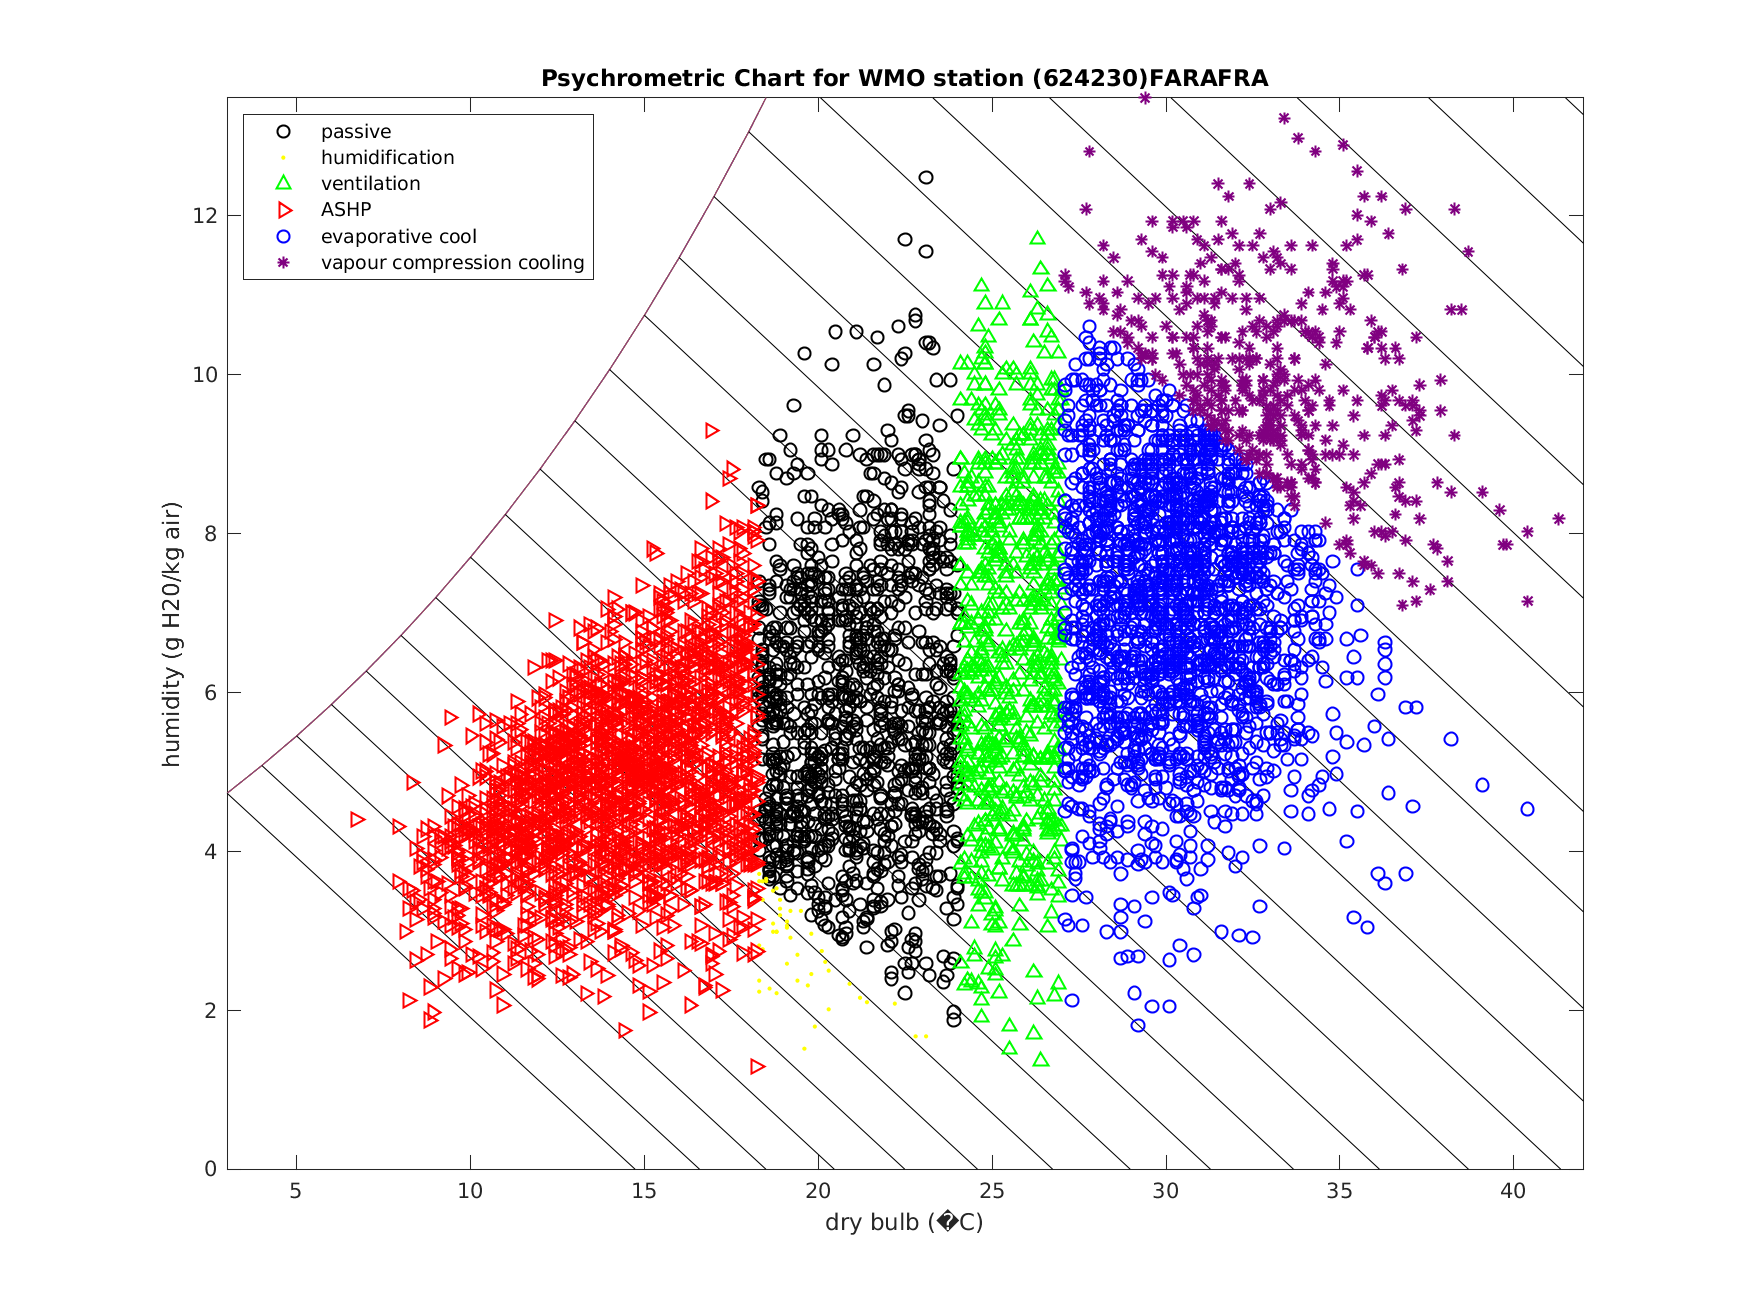 Psychrometric Chart for WMO station (624230)FARAFRA
passive
humidification
ventilation
ASHP
evaporative cool
vapour compression cooling
humidity (g H20/kg air)
12
10
8
6
4
2
0
5 10 15 20 25 30 35 40
dry bulb (�C)